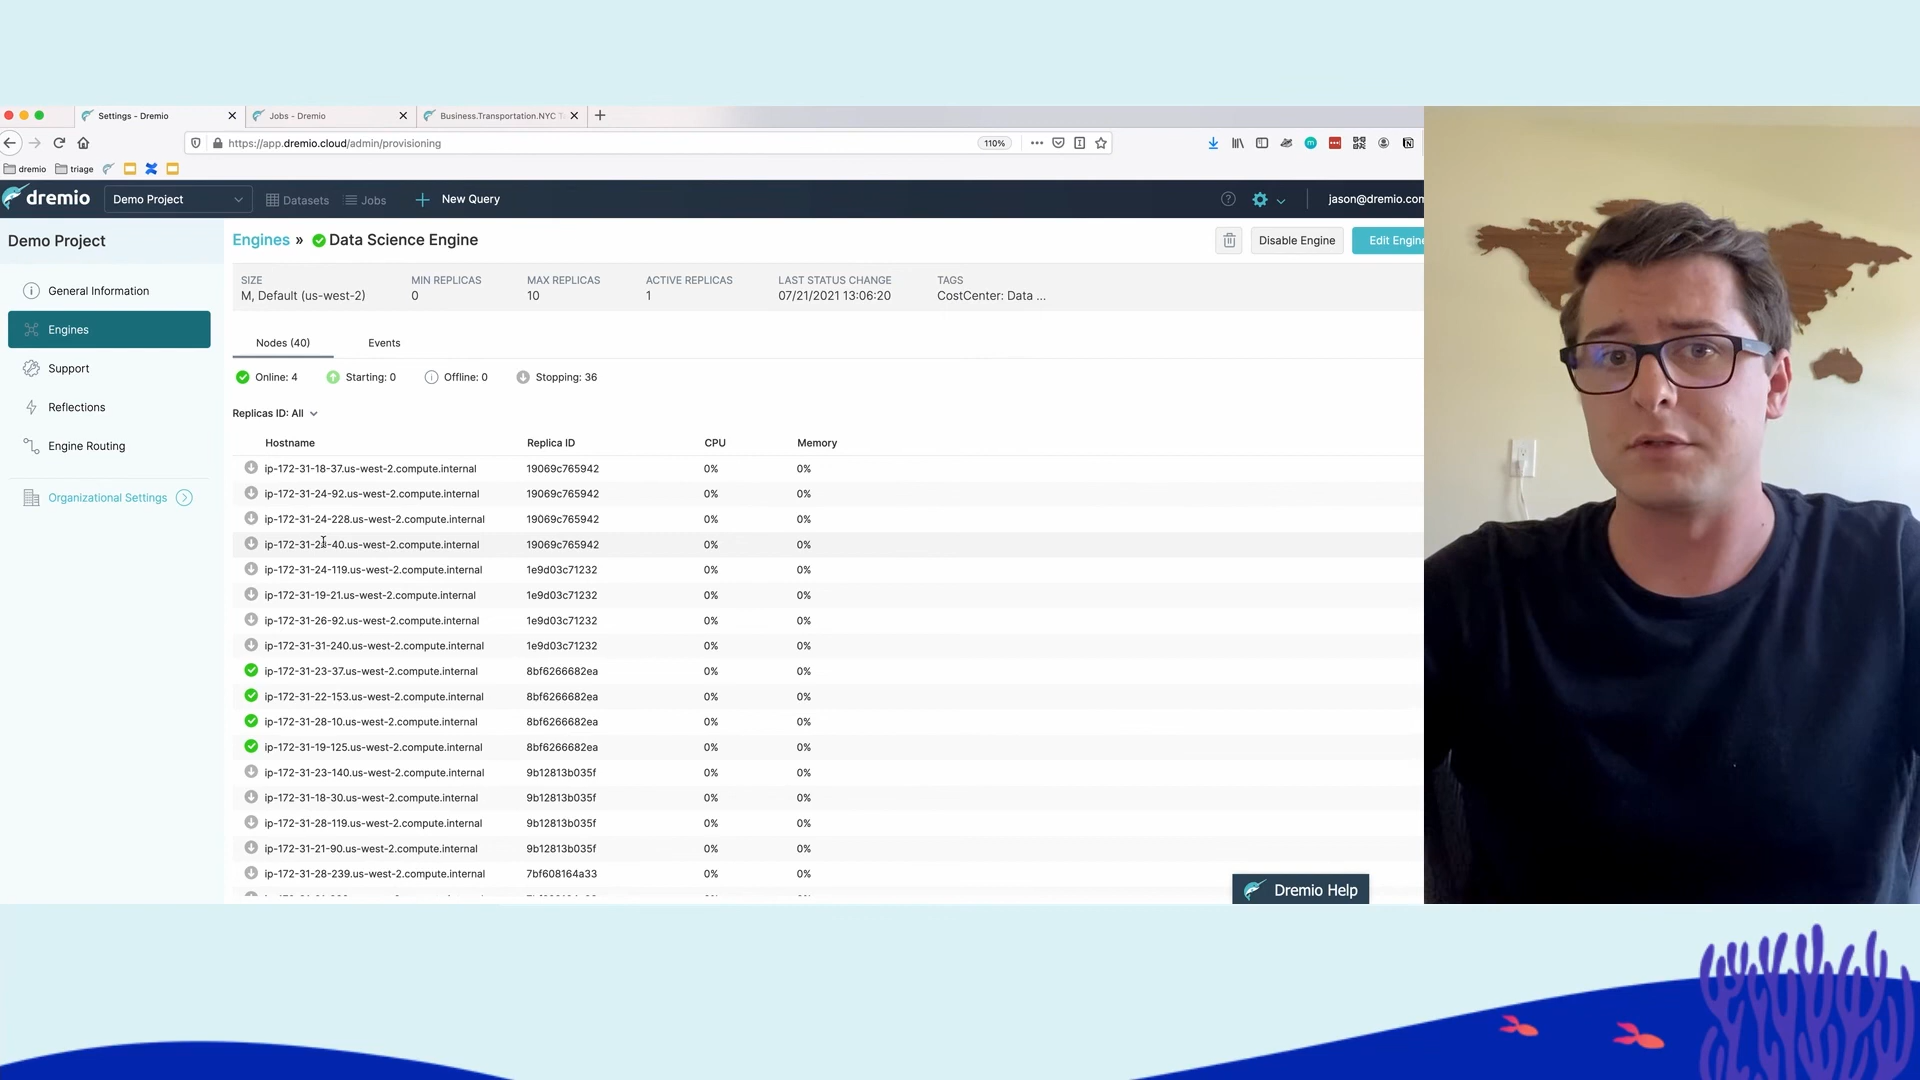 Settings - Dremio
Jobs - Dremio
Business.Transportation.NYC T
https://app.dremio.cloud/admin/provisioning
110%
dremio
triage
dremio
Demo Project
Datasets
Jobs
New Query
jason@dremio.com
Demo Project
General Information
Engines
Support
Reflections
Engine Routing
Organizational Settings
Engines » Data Science Engine
Disable Engine
Edit Engine
SIZE MIN REPLICAS MAX REPLICAS ACTIVE REPLICAS LAST STATUS CHANGE TAGS
M, Default (us-west-2) 0 10 1 07/21/2021 13:06:20 CostCenter: Data ...
Nodes (40) Events
Online: 4 Starting: 0 Offline: 0 Stopping: 36
Replicas ID: All
Hostname Replica ID CPU Memory
ip-172-31-18-37.us-west-2.compute.internal 19069c765942 0% 0%
ip-172-31-24-92.us-west-2.compute.internal 19069c765942 0% 0%
ip-172-31-24-228.us-west-2.compute.internal 19069c765942 0% 0%
19069c765942 0% 0%
ip-172-31-24-119.us-west-2.compute.internal 1e9d03c71232 0% 0%
ip-172-31-19-21.us-west-2.compute.internal 1e9d03c71232 0% 0%
ip-172-31-26-92.us-west-2.compute.internal 1e9d03c71232 0% 0%
ip-172-31-31-240.us-west-2.compute.internal 1e9d03c71232 0% 0%
ip-172-31-23-37.us-west-2.compute.internal 8bf6266682ea 0% 0%
ip-172-31-22-153.us-west-2.compute.internal 8bf6266682ea 0% 0%
ip-172-31-28-10.us-west-2.compute.internal 8bf6266682ea 0% 0%
ip-172-31-19-125.us-west-2.compute.internal 8bf6266682ea 0% 0%
ip-172-31-23-140.us-west-2.compute.internal 9b12813b035f 0% 0%
ip-172-31-18-30.us-west-2.compute.internal 9b12813b035f 0% 0%
ip-172-31-28-119.us-west-2.compute.internal 9b12813b035f 0% 0%
ip-172-31-21-90.us-west-2.compute.internal 9b12813b035f 0% 0%
ip-172-31-28-239.us-west-2.compute.internal 7bf608164a33 0% 0%
Dremio Help